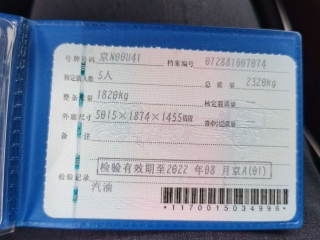 号牌号码 京N00U41 档案编号 072881007074
核定载人数 5人 总质量 2320kg
整备质量 1820kg 核定载质量 --
外廓尺寸 5015×1874×1455mm 准牵引总质量 --
备注
检验有效期至2022年08月京A(01)
检验记录
汽油
*1170015034996*